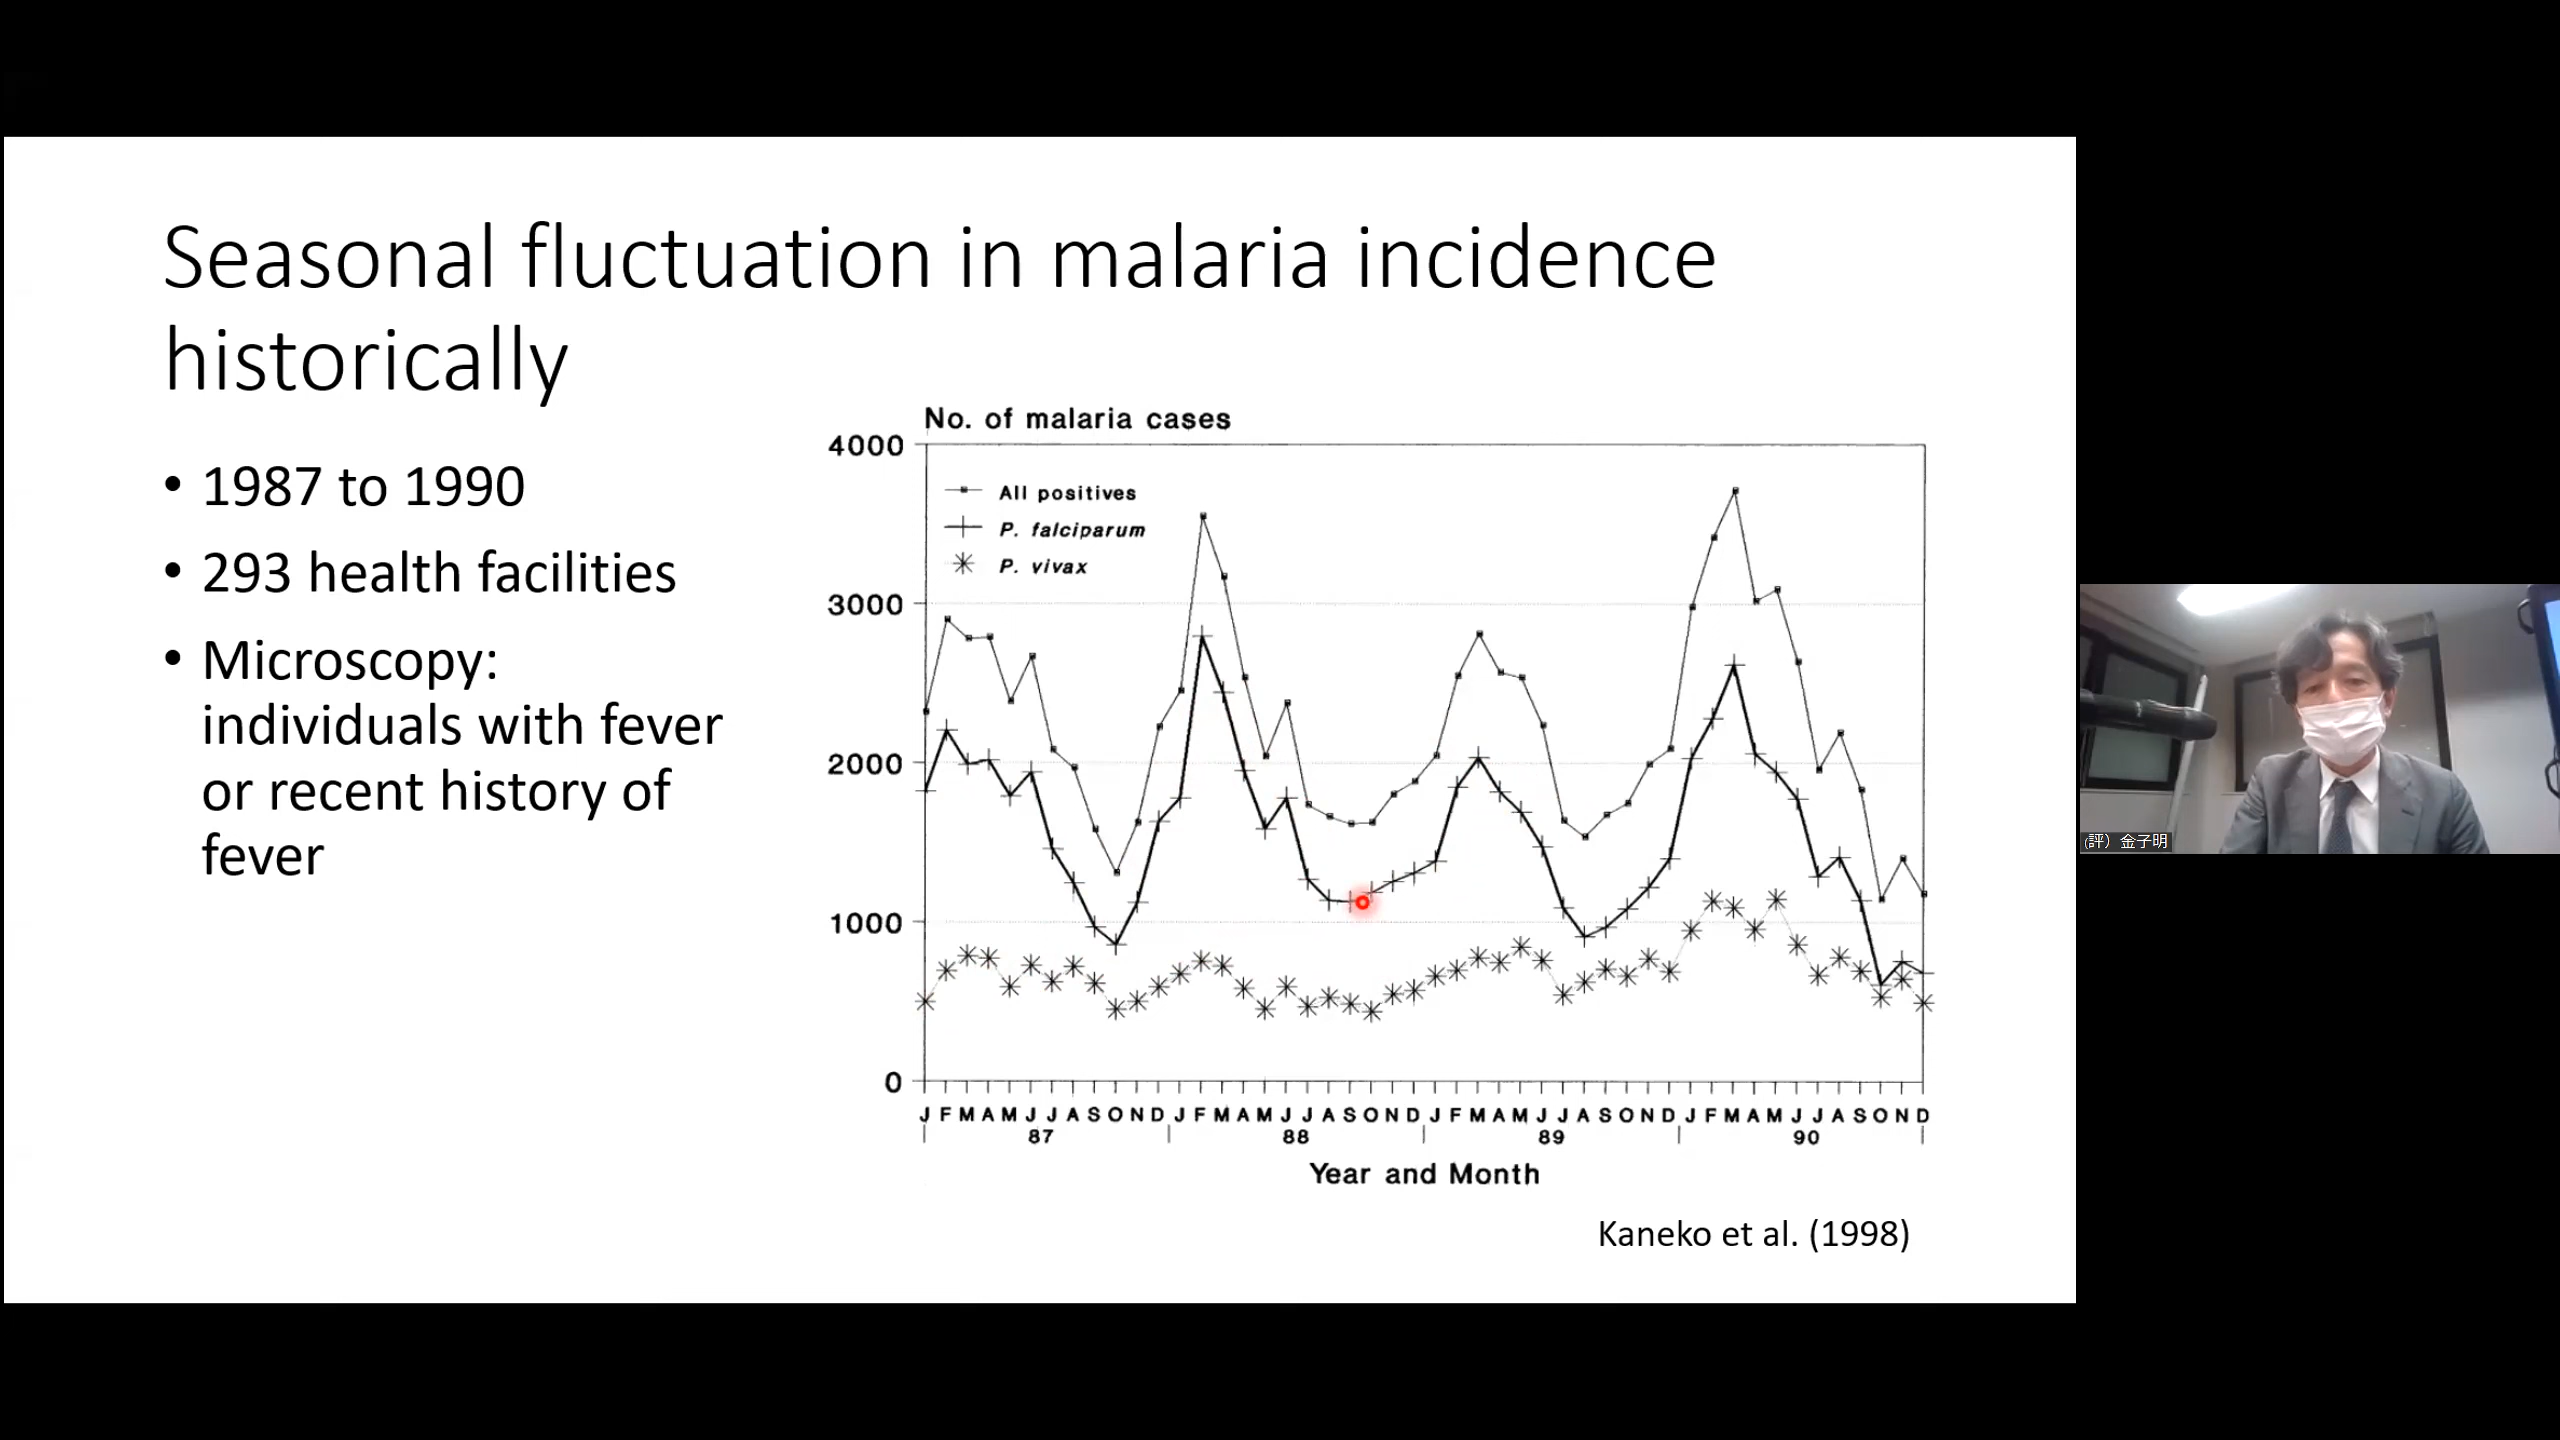 Seasonal fluctuation in malaria incidence
historically
• 1987 to 1990
• 293 health facilities
• Microscopy:
individuals with fever
or recent history of
fever
No. of malaria cases
4000
3000
2000
1000
0
All positives
P. falciparum
P. vivax
J F M A M J J A S O N D J F M A M J J A S O N D J F M A M J J A S O N D J F M A M J J A S O N D
87 88 89 90
Year and Month
Kaneko et al. (1998)
(評）金子明